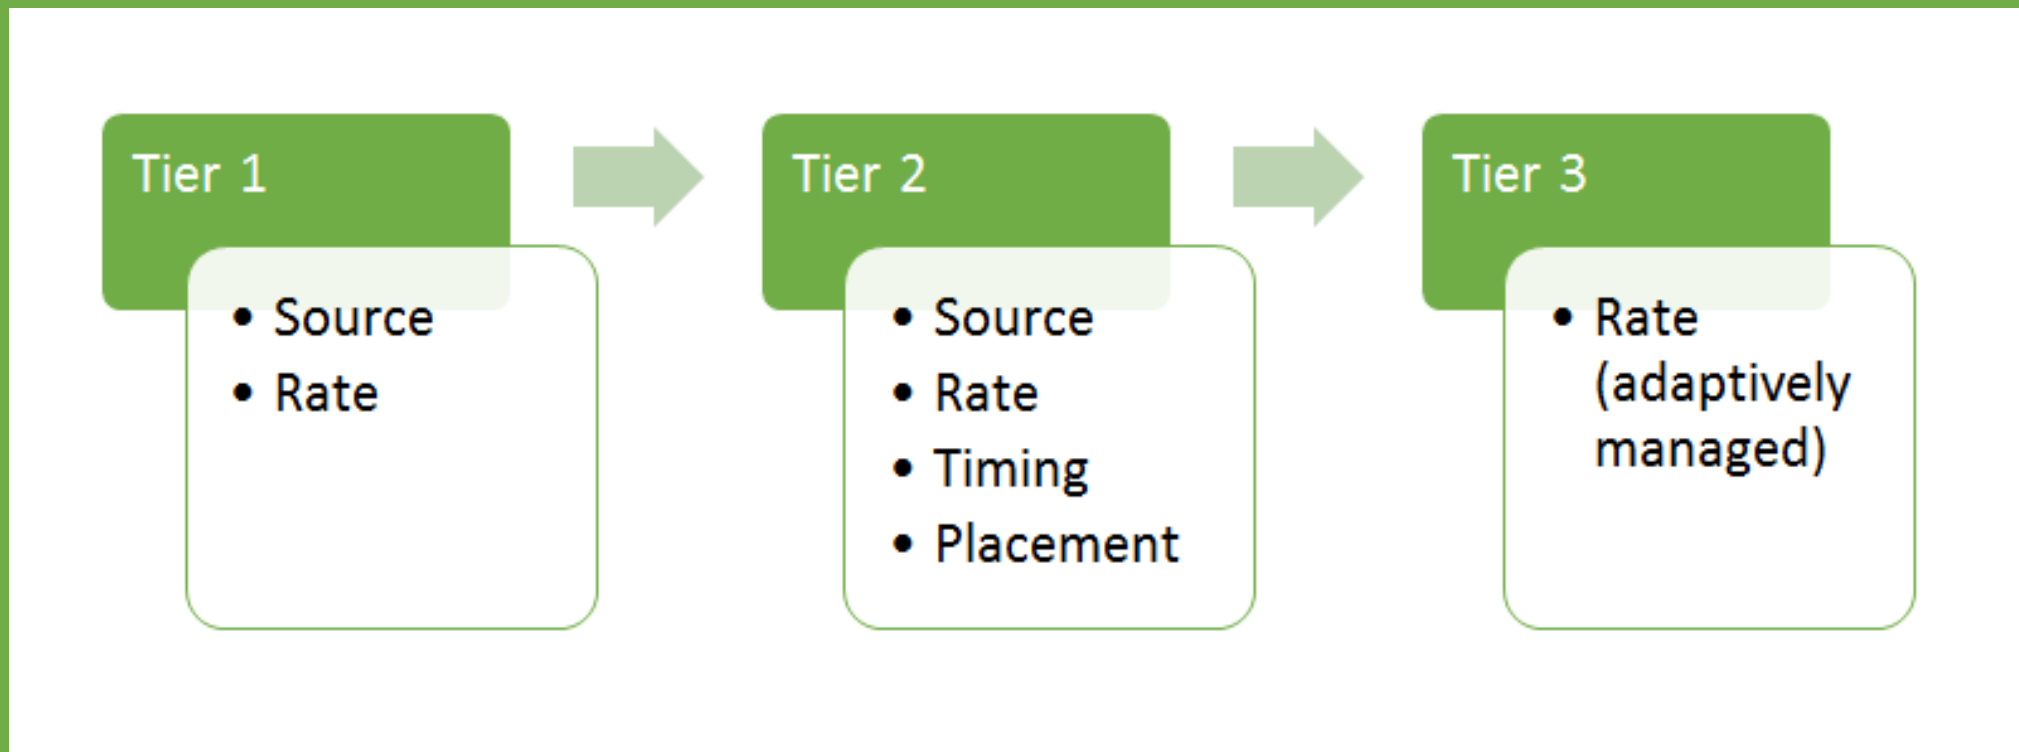 Tier 1
• Source
• Rate
Tier 2
• Source
• Rate
• Timing
• Placement
Tier 3
• Rate
(adaptively
managed)